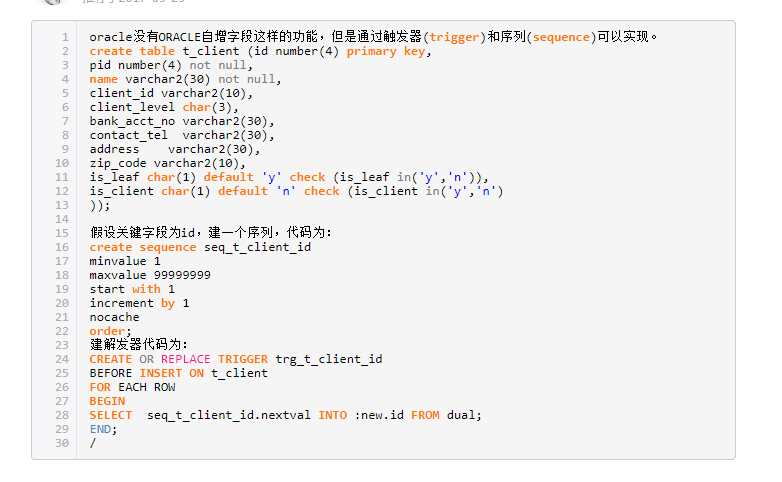 1 oracle没有ORACLE自增字段这样的功能，但是通过触发器(trigger)和序列(sequence)可以实现。
2 create table t_client (id number(4) primary key,
3 pid number(4) not null,
4 name varchar2(30) not null,
5 client_id varchar2(10),
6 client_level char(3),
7 bank_acct_no varchar2(30),
8 contact_tel  varchar2(30),
9 address    varchar2(30),
10 zip_code varchar2(10),
11 is_leaf char(1) default 'y' check (is_leaf in('y','n')),
12 is_client char(1) default 'n' check (is_client in('y','n')
13 ));
14
15 假设关键字段为id，建一个序列，代码为：
16 create sequence seq_t_client_id
17 minvalue 1
18 maxvalue 99999999
19 start with 1
20 increment by 1
21 nocache
22 order;
23 建解发器代码为：
24 CREATE OR REPLACE TRIGGER trg_t_client_id
25 BEFORE INSERT ON t_client
26 FOR EACH ROW
27 BEGIN
28 SELECT  seq_t_client_id.nextval INTO :new.id FROM dual;
29 END;
30 /